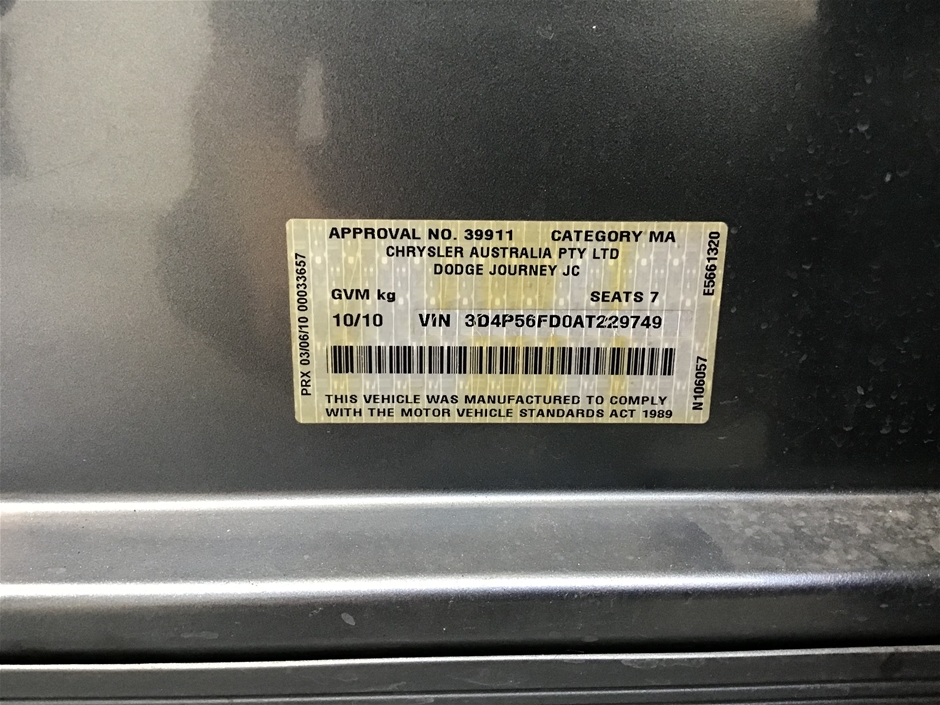 APPROVAL NO. 39911 CATEGORY MA
CHRYSLER AUSTRALIA PTY LTD
DODGE JOURNEY JC
GVM kg SEATS 7
10/10 VIN 3D4P56FD0AT229749
THIS VEHICLE WAS MANUFACTURED TO COMPLY
WITH THE MOTOR VEHICLE STANDARDS ACT 1989
PRX 03/06/10 00033657
E5661320
N106057